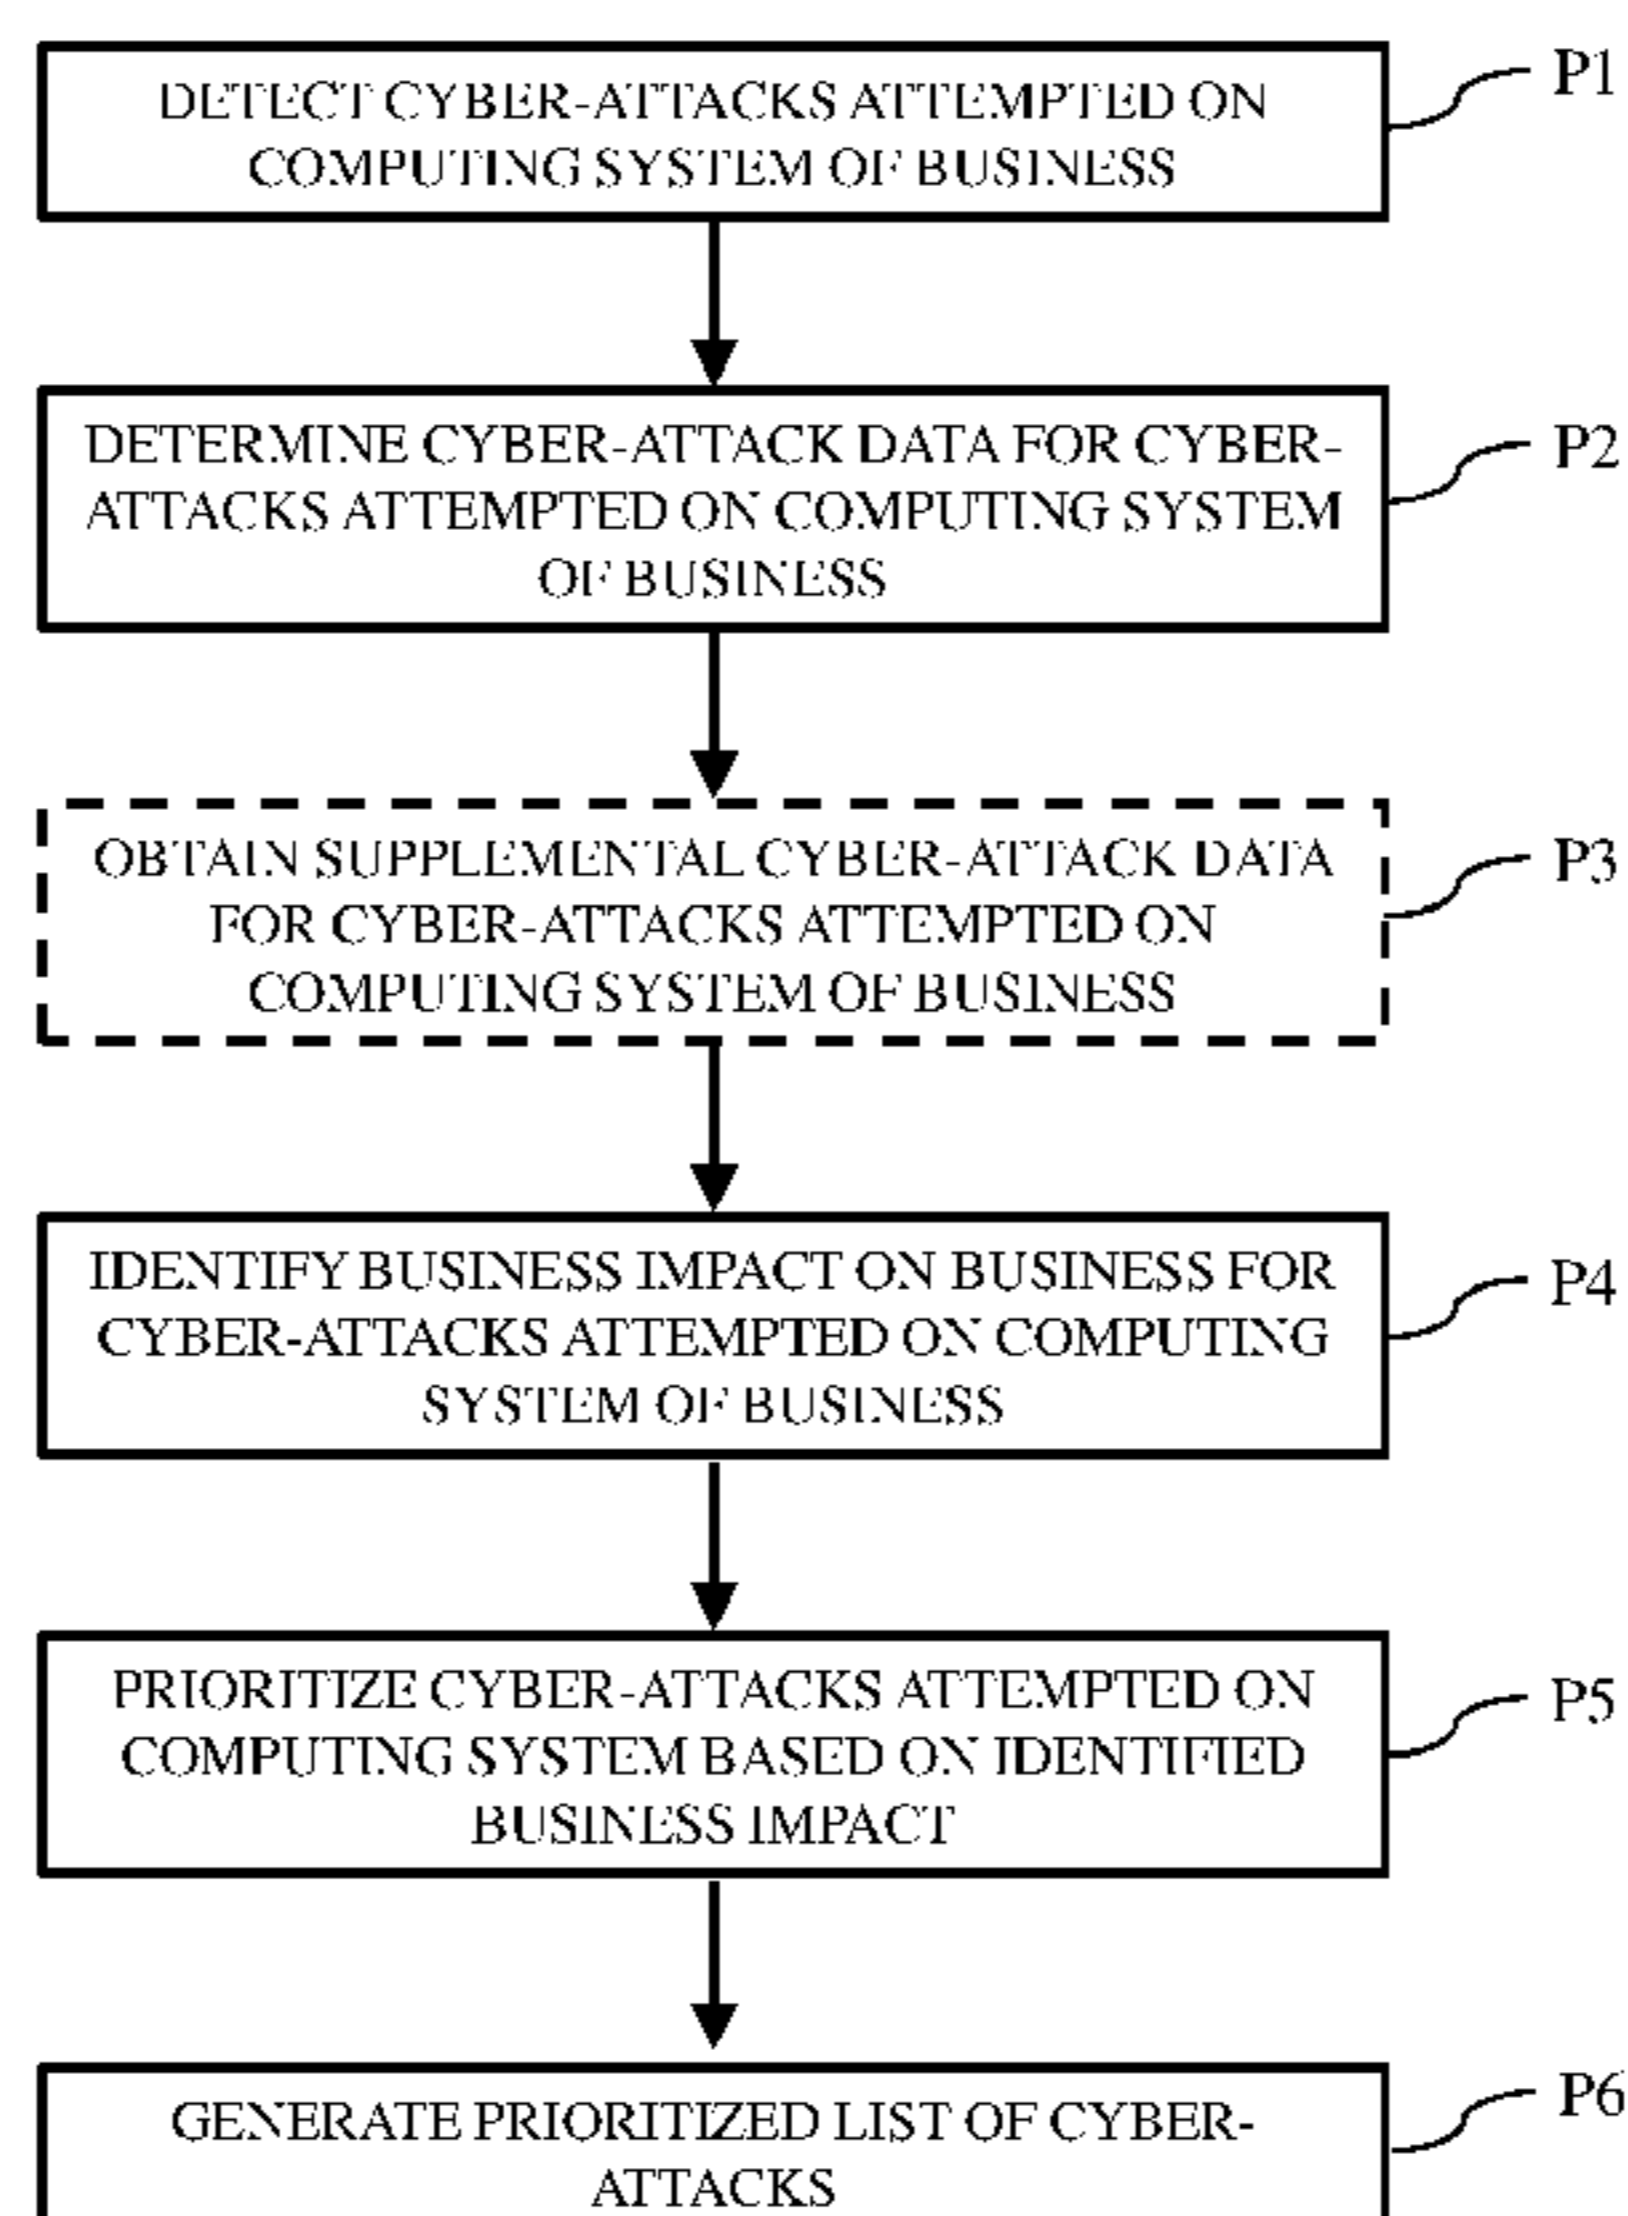 DETECT CYBER-ATTACKS ATTEMPTED ON
COMPUTING SYSTEM OF BUSINESS
P1
DETERMINE CYBER-ATTACK DATA FOR CYBER-
ATTACKS ATTEMPTED ON COMPUTING SYSTEM
OF BUSINESS
P2
OBTAIN SUPPLEMENTAL CYBER-ATTACK DATA
FOR CYBER-ATTACKS ATTEMPTED ON
COMPUTING SYSTEM OF BUSINESS
P3
IDENTIFY BUSINESS IMPACT ON BUSINESS FOR
CYBER-ATTACKS ATTEMPTED ON COMPUTING
SYSTEM OF BUSINESS
P4
PRIORITIZE CYBER-ATTACKS ATTEMPTED ON
COMPUTING SYSTEM BASED ON IDENTIFIED
BUSINESS IMPACT
P5
GENERATE PRIORITIZED LIST OF CYBER-
ATTACKS
P6